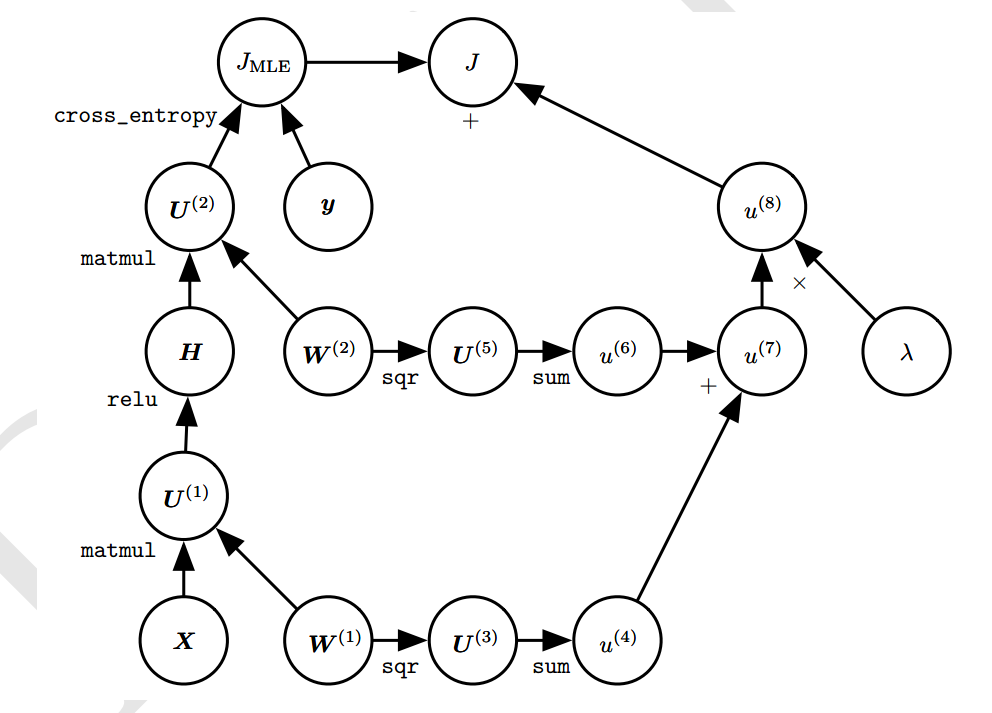 J_MLE J
cross_entropy +
U^(2) y u^(8)
matmul ×
H W^(2) U^(5) u^(6) u^(7) λ
sqr sum +
relu
U^(1)
matmul
X W^(1) U^(3) u^(4)
sqr sum